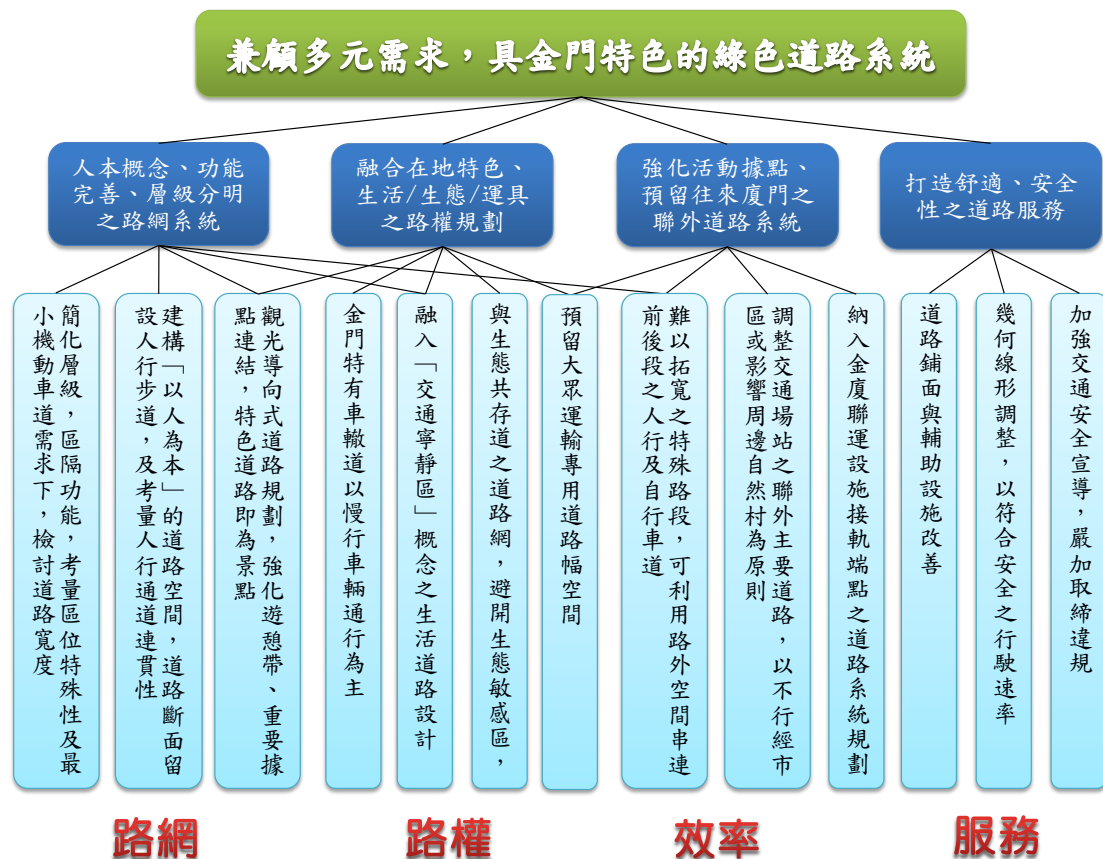 兼顧多元需求，具金門特色的綠色道路系統
人本概念、功能
完善、層級分明
之路網系統
融合在地特色、
生活/生態/運具
之路權規劃
強化活動據點、
預留往來廈門之
聯外道路系統
打造舒適、安全
性之道路服務
簡化層級，區隔功能，考量區位特殊性及最
小機動車道需求下，檢討道路寬度
建構「以人為本」的道路空間，道路斷面留
設人行步道，及考量人行通道連貫性
觀光導向式道路規劃，強化遊憩帶、重要據
點連結，特色道路即為景點
金門特有車轍道以慢行車輛通行為主
融入「交通寧靜區」概念之生活道路設計
與生態共存道之道路網，避開生態敏感區，
預留大眾運輸專用道路幅空間
難以拓寬之特殊路段，可利用路外空間串連
前後段之人行及自行車道
調整交通場站之聯外主要道路，以不行經市
區或影響周邊自然村為原則
納入金廈聯運設施接軌端點之道路系統規劃
道路鋪面與輔助設施改善
幾何線形調整，以符合安全之行駛速率
加強交通安全宣導，嚴加取締違規
路網
路權
效率
服務